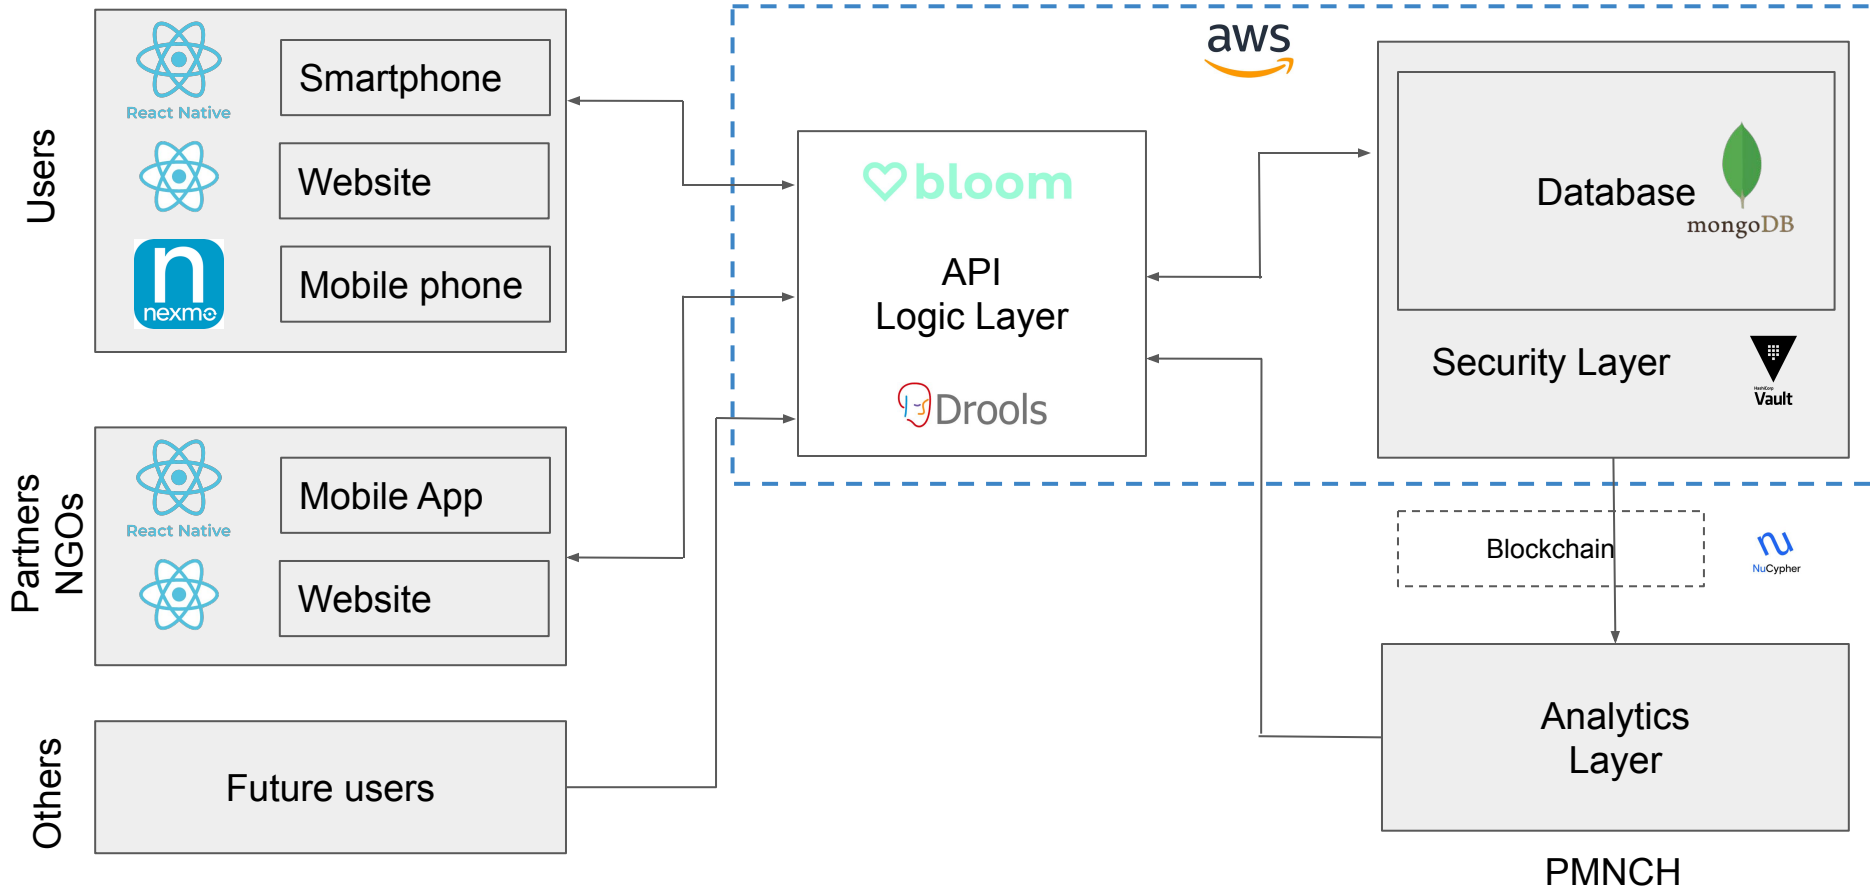 Users
React Native
Smartphone
Website
nexmo
Mobile phone
Partners
NGOs
React Native
Mobile App
Website
Others
Future users
aws
bloom
API
Logic Layer
Drools
Database
mongoDB
Security Layer
HashiCorp
Vault
Blockchain
NuCypher
Analytics
Layer
PMNCH